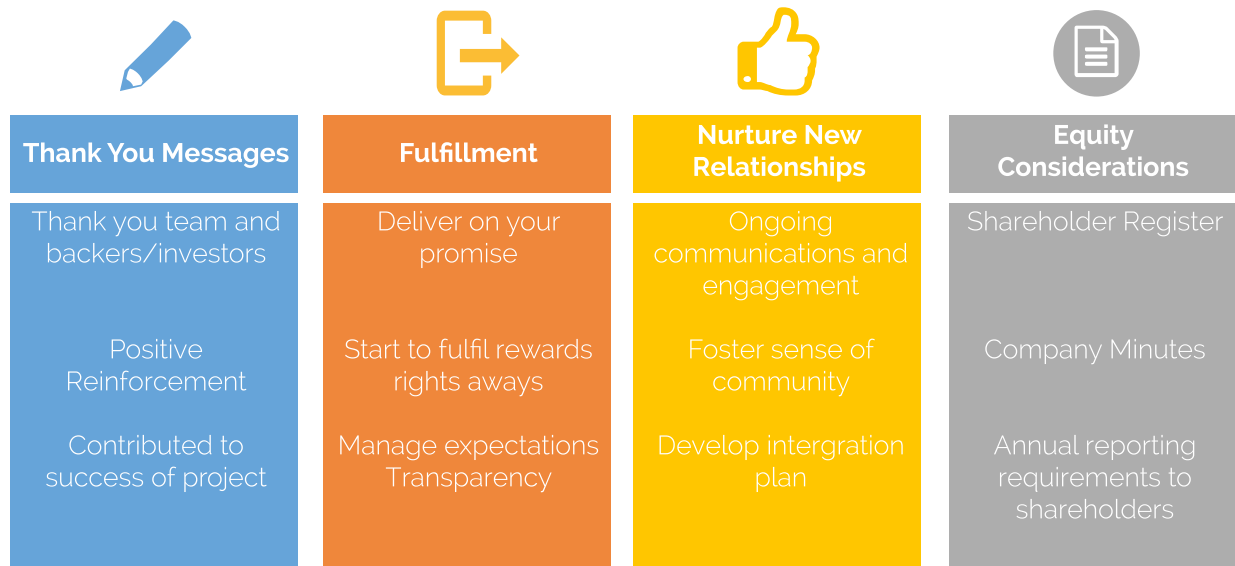 Thank You Messages
Thank you team and
backers/investors
Positive
Reinforcement
Contributed to
success of project
Fulfillment
Deliver on your
promise
Start to fulfil rewards
rights aways
Manage expectations
Transparency
Nurture New
Relationships
Ongoing
communications and
engagement
Foster sense of
community
Develop intergration
plan
Equity
Considerations
Shareholder Register
Company Minutes
Annual reporting
requirements to
shareholders